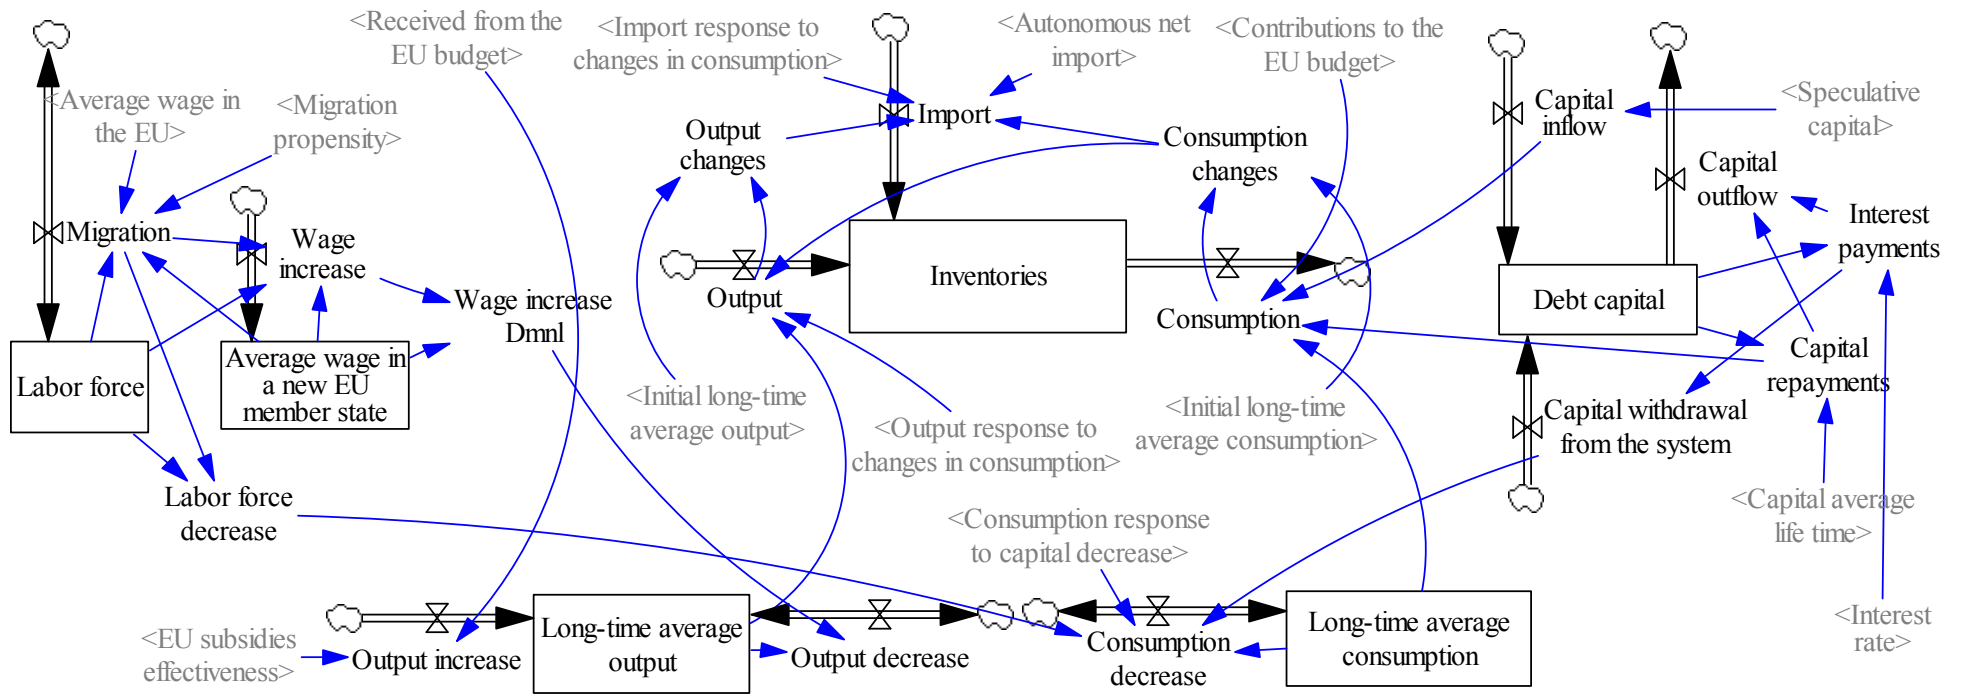 <Received from the
EU budget>
<Import response to
changes in consumption>
<Autonomous net
import>
<Contributions to the
EU budget>
<Average wage in
the EU>
<Migration
propensity>
Output
changes
Import
Consumption
changes
Capital
inflow
<Speculative
capital>
Capital
outflow
Migration
Wage
increase
Interest
payments
Wage increase
Dmnl
Output
Inventories
Consumption
Debt capital
Labor force
Average wage in
a new EU
member state
Capital
repayments
<Initial long-time
average output>
<Output response to
changes in consumption>
<Initial long-time
average consumption>
Capital withdrawal
from the system
Labor force
decrease
<Consumption response
to capital decrease>
<Capital average
life time>
<EU subsidies
effectiveness>
Output increase
Long-time average
output
Output decrease
Consumption
decrease
Long-time average
consumption
<Interest
rate>